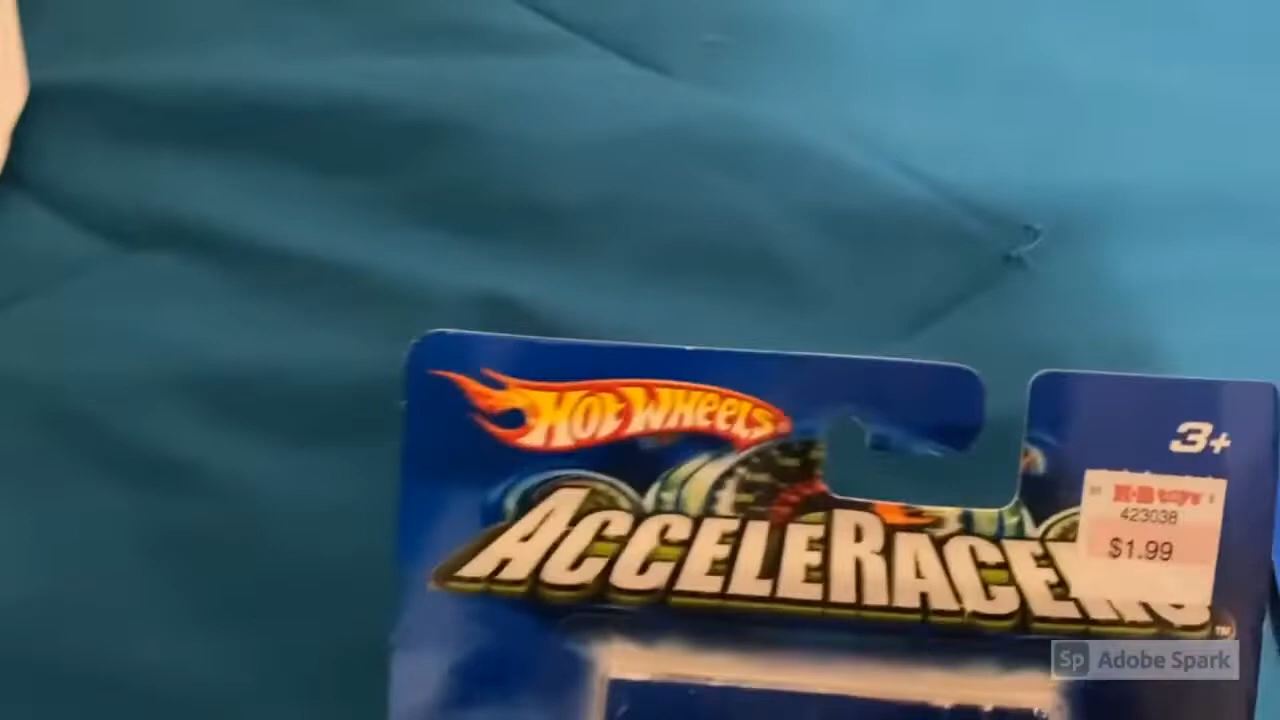 HOT WHEELS
3+
K·B toys
423038
$1.99
ACCELERACERS
TM
Sp Adobe Spark